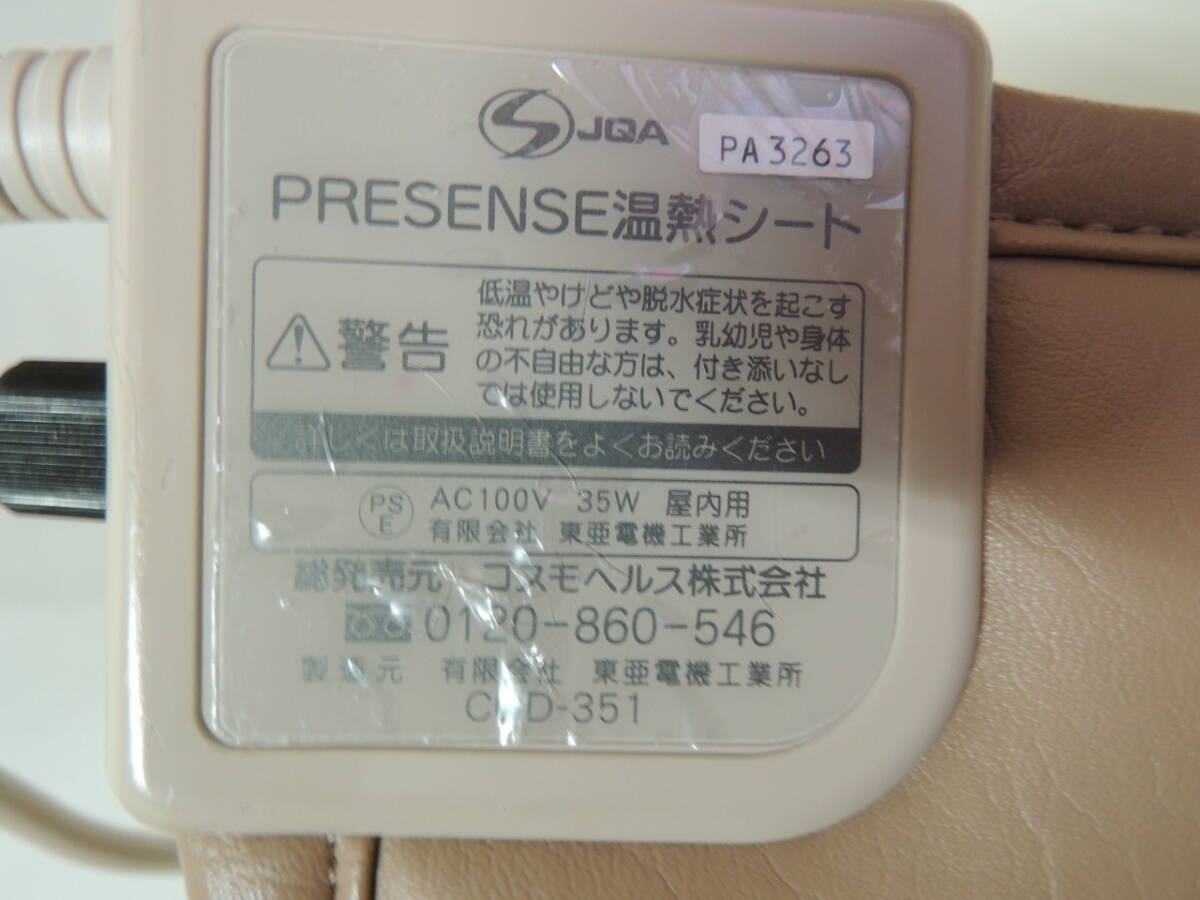 JQA
PA3263
PRESENSE温熱シート
警告
低温やけどや脱水症状を起こす
恐れがあります。乳幼児や身体
の不自由な方は、付き添いなし
では使用しないでください。
詳しくは取扱説明書をよくお読みください
PS
E
AC100V 35W 屋内用
有限会社 東亜電機工業所
総発売元 コスモヘルス株式会社
0120-860-546
製造元 有限会社 東亜電機工業所